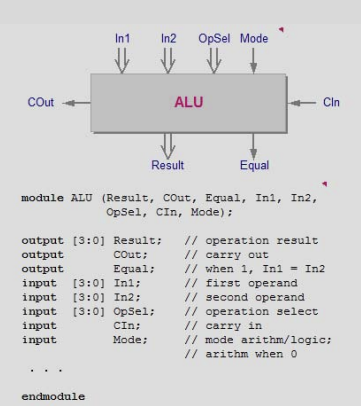 In1 In2 OpSel Mode
COut ALU CIn
Result Equal
module ALU (Result, COut, Equal, In1, In2,
OpSel, CIn, Mode);
output [3:0] Result; // operation result
output COut; // carry out
output Equal; // when 1, In1 = In2
input [3:0] In1; // first operand
input [3:0] In2; // second operand
input [3:0] OpSel; // operation select
input CIn; // carry in
input Mode; // mode arithm/logic;
// arithm when 0
. . .
endmodule